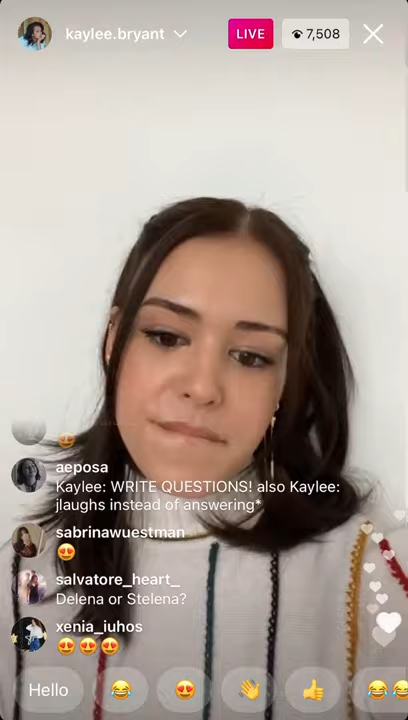 kaylee.bryant
LIVE
7,508
aeposa
Kaylee: WRITE QUESTIONS! also Kaylee:
jlaughs instead of answering*
sabrinawuestman
salvatore_heart_
Delena or Stelena?
xenia_iuhos
Hello